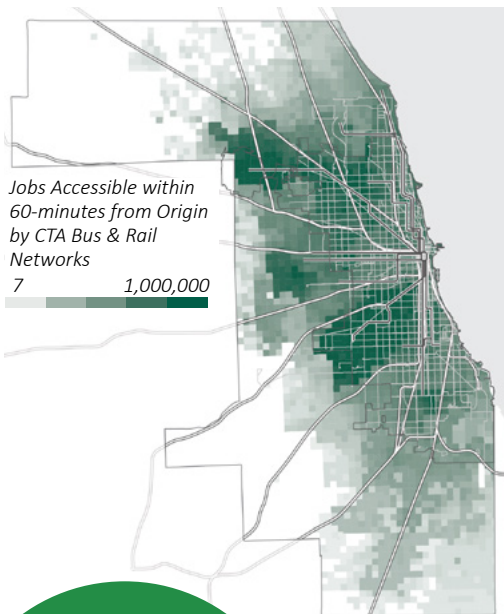 Jobs Accessible within
60-minutes from Origin
by CTA Bus & Rail
Networks
7 1,000,000